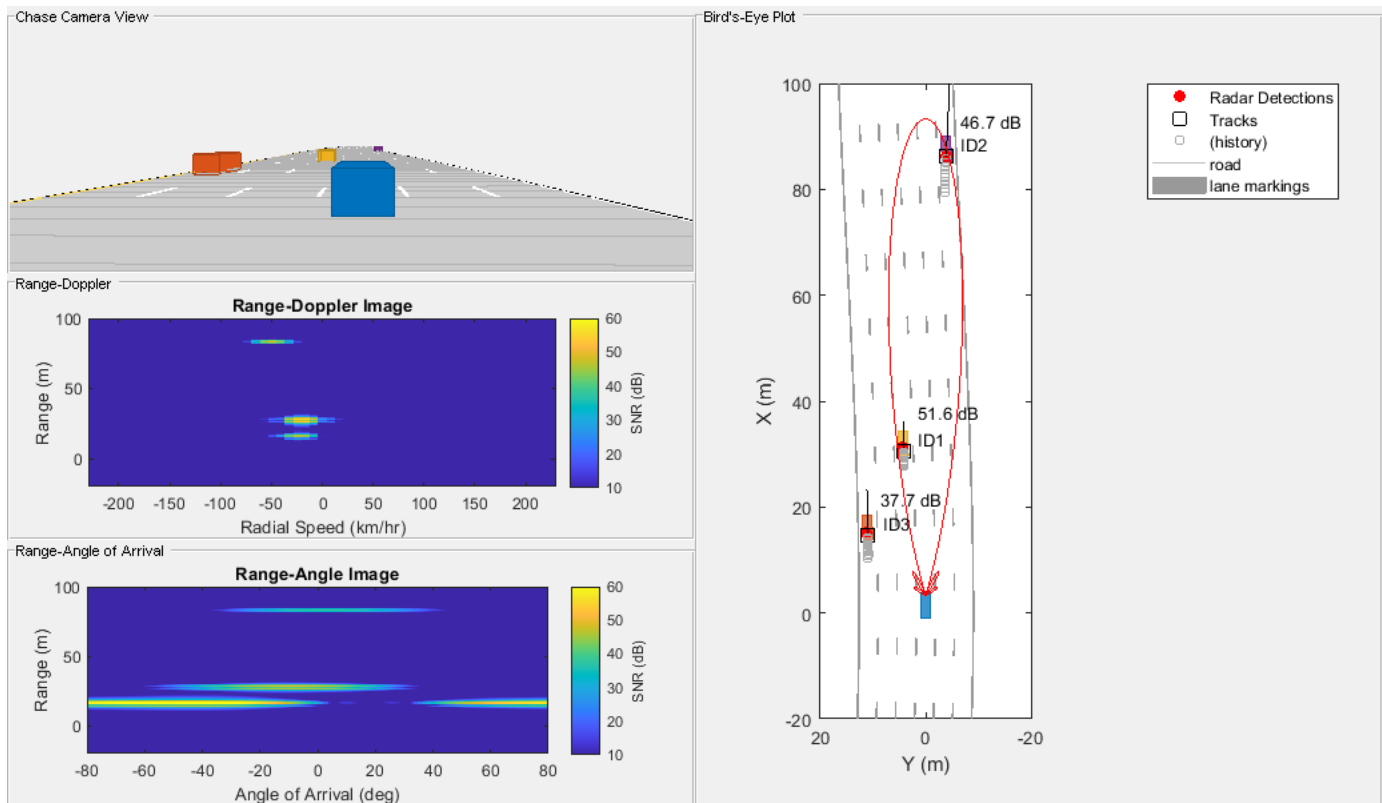 Chase Camera View
Range-Doppler
Range-Doppler Image
100
50
0
Range (m)
-200 -150 -100 -50 0 50 100 150 200
Radial Speed (km/hr)
60
50
40
30
20
10
SNR (dB)
Range-Angle of Arrival
Range-Angle Image
100
50
0
Range (m)
-80 -60 -40 -20 0 20 40 60 80
Angle of Arrival (deg)
60
50
40
30
20
10
SNR (dB)
Bird's-Eye Plot
100
80
60
40
20
0
-20
X (m)
20 0 -20
Y (m)
46.7 dB
ID2
51.6 dB
ID1
37.7 dB
ID3
Radar Detections
Tracks
(history)
road
lane markings